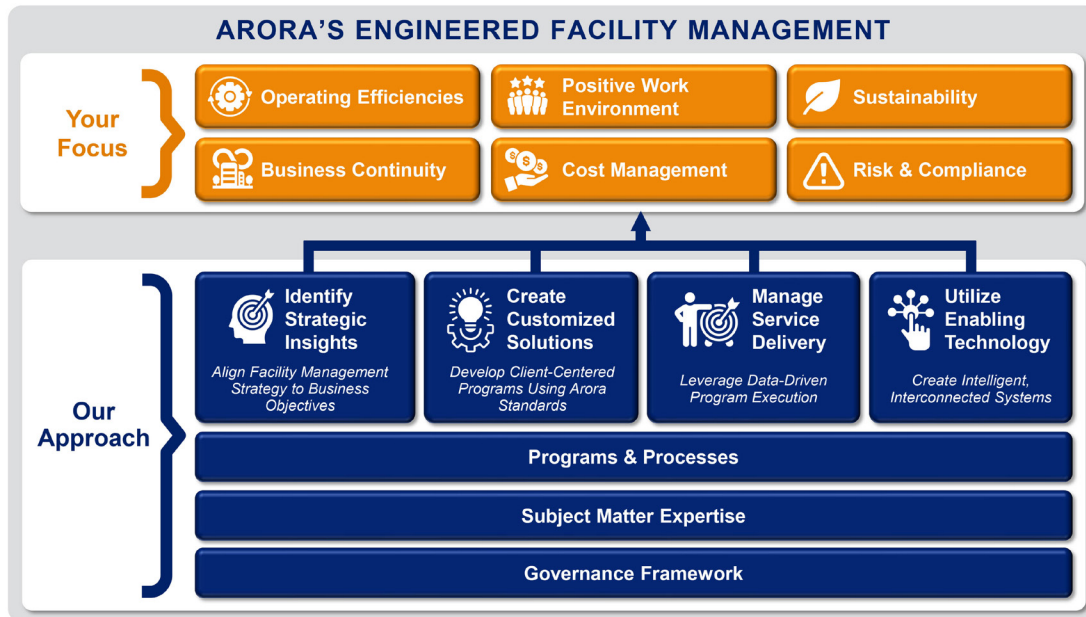 ARORA'S ENGINEERED FACILITY MANAGEMENT
Your
Focus
Operating Efficiencies
Positive Work
Environment
Sustainability
Business Continuity
Cost Management
Risk & Compliance
Our
Approach
Identify
Strategic
Insights
Align Facility Management
Strategy to Business
Objectives
Create
Customized
Solutions
Develop Client-Centered
Programs Using Arora
Standards
Manage
Service
Delivery
Leverage Data-Driven
Program Execution
Utilize
Enabling
Technology
Create Intelligent,
Interconnected Systems
Programs & Processes
Subject Matter Expertise
Governance Framework